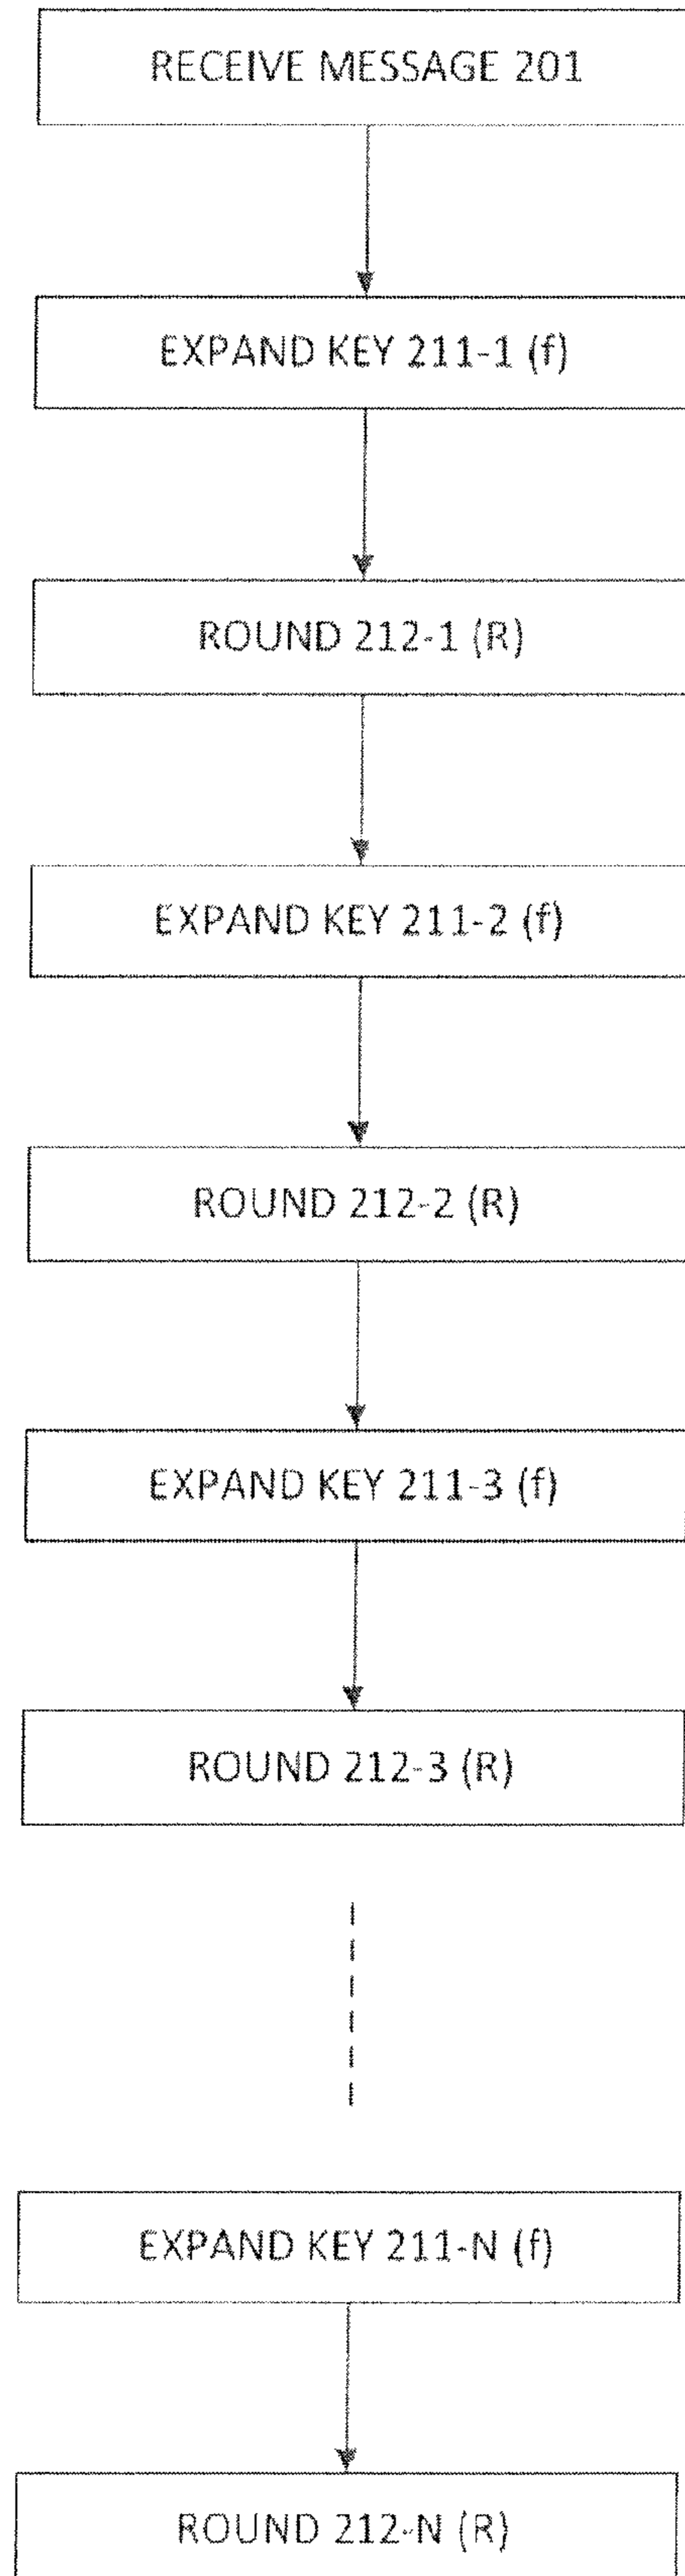 RECEIVE MESSAGE 201
EXPAND KEY 211-1 (f)
ROUND 212-1 (R)
EXPAND KEY 211-2 (f)
ROUND 212-2 (R)
EXPAND KEY 211-3 (f)
ROUND 212-3 (R)
EXPAND KEY 211-N (f)
ROUND 212-N (R)